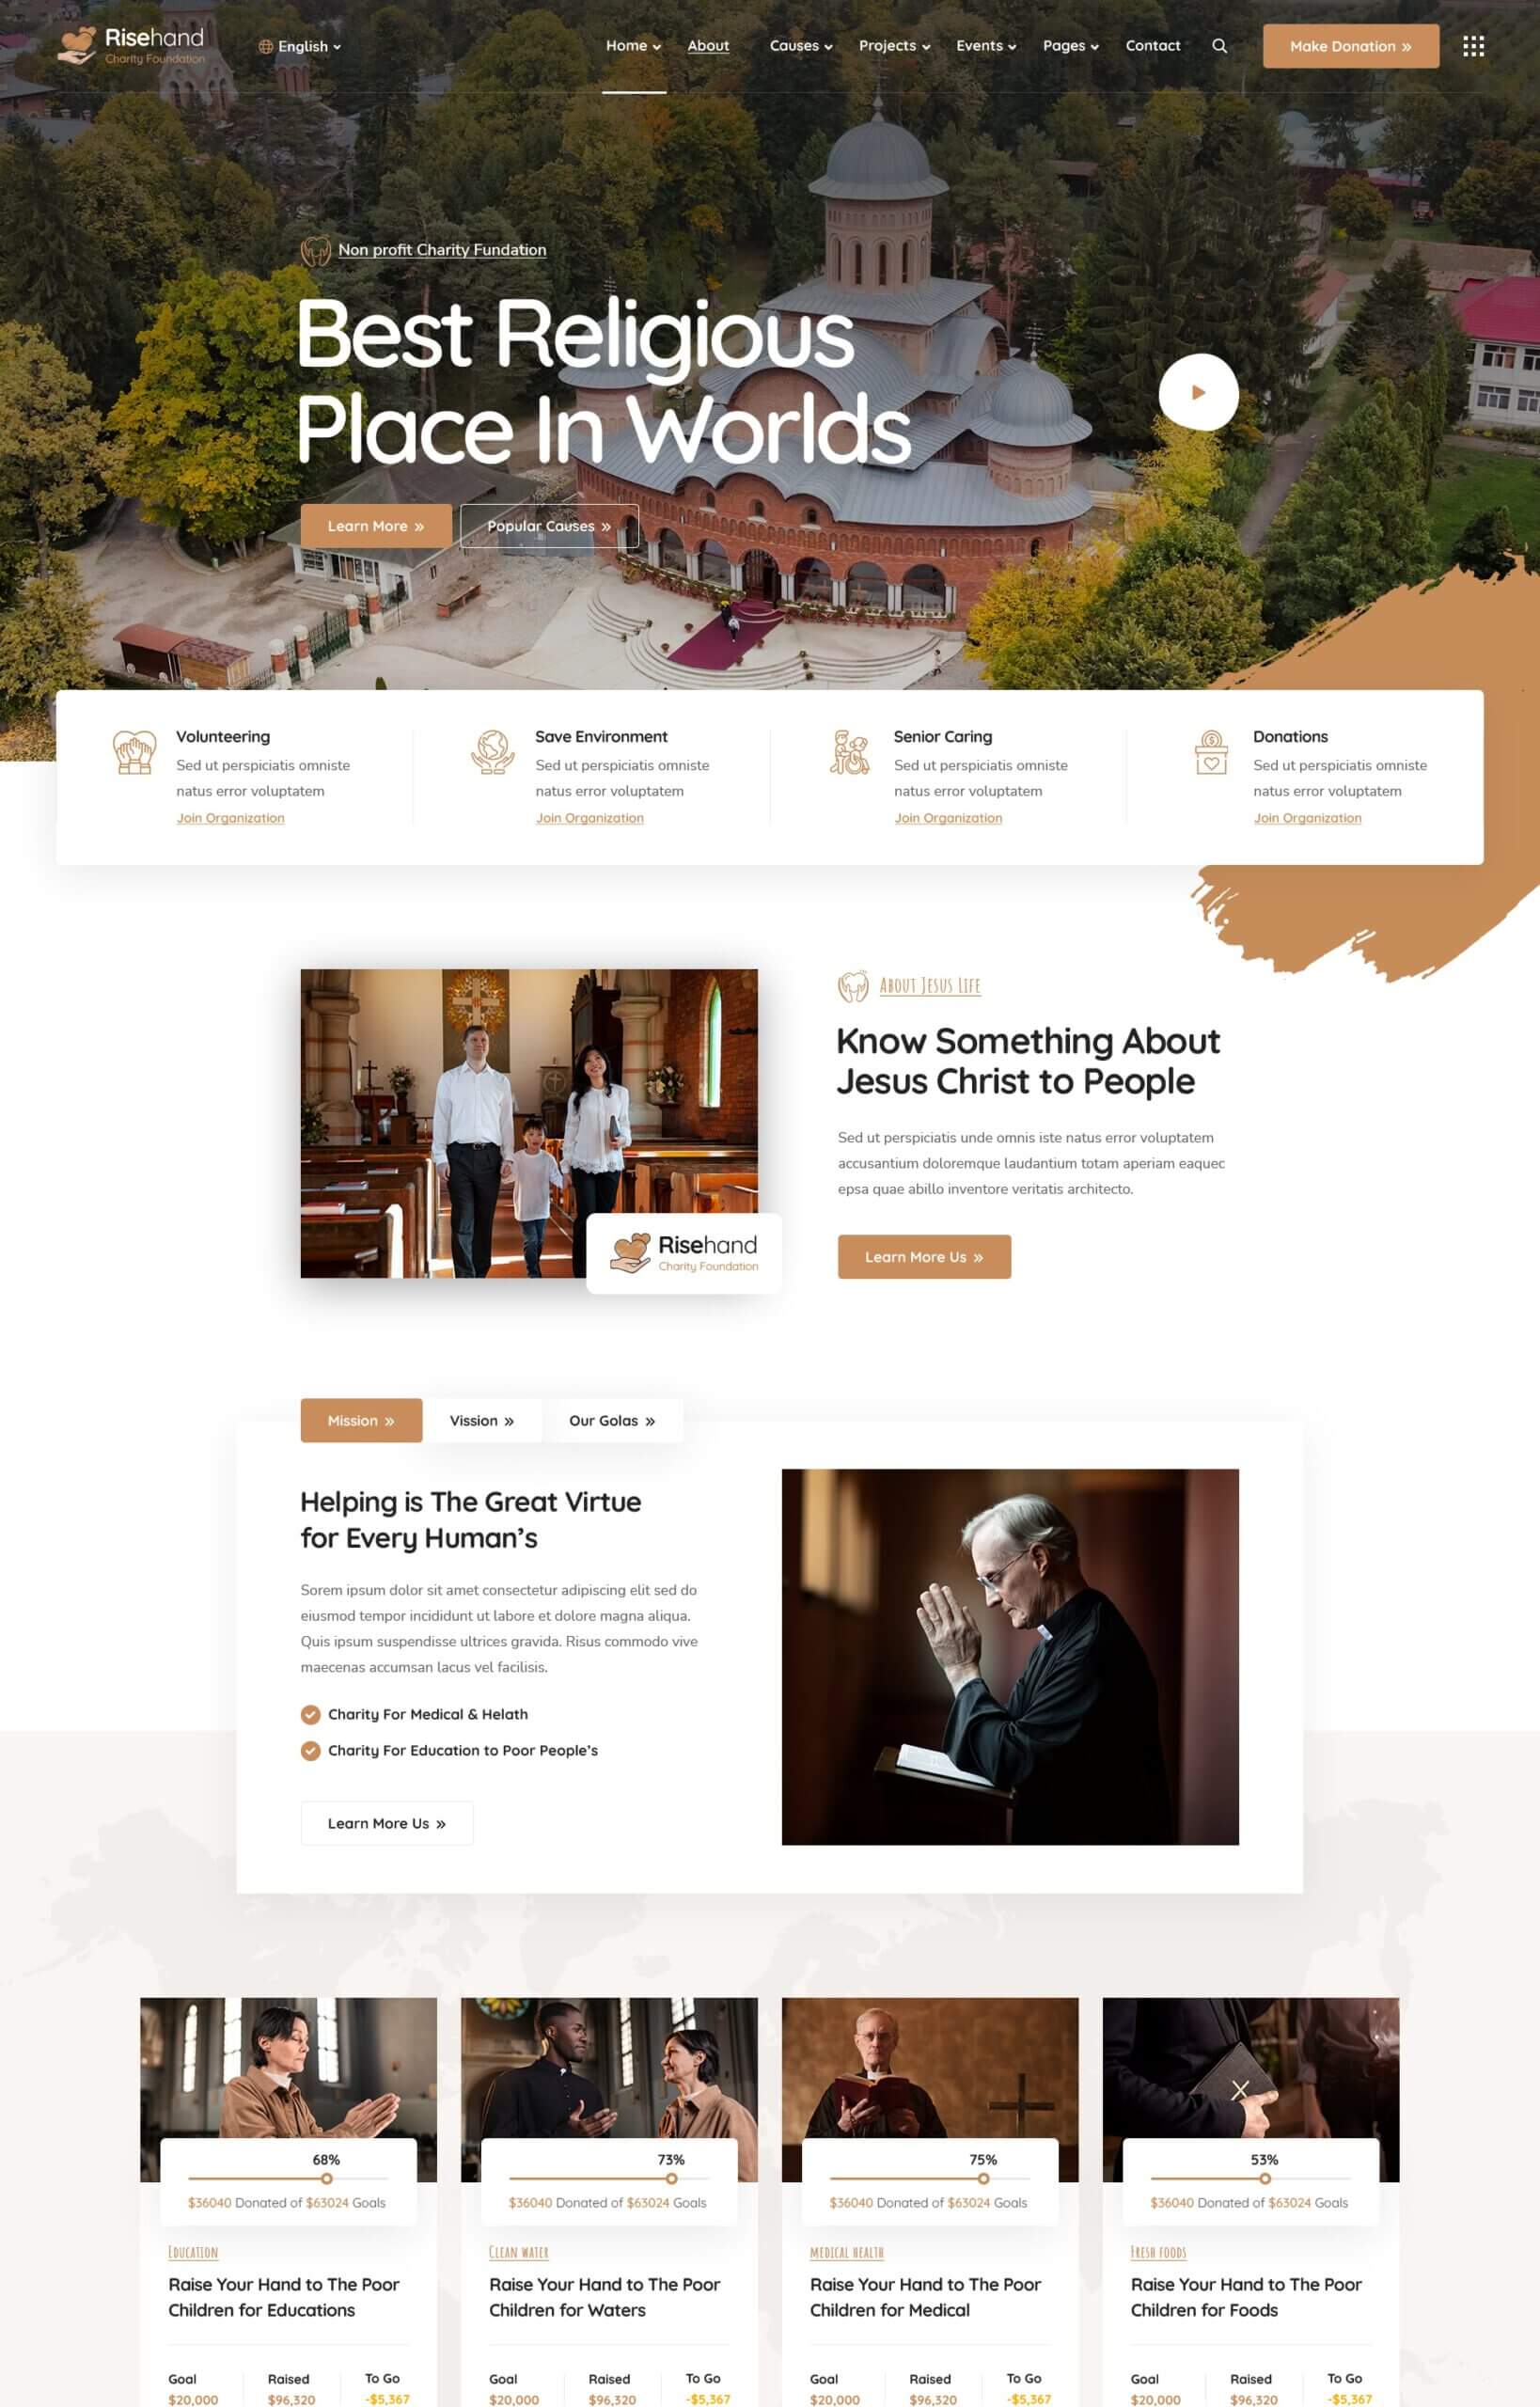 Risehand
Charity Foundation
English
Home
About
Causes
Projects
Events
Pages
Contact
Make Donation »
Non profit Charity Fundation
Best Religious
Place In Worlds
Learn More »
Popular Causes »
Volunteering
Sed ut perspiciatis omniste
natus error voluptatem
Join Organization
Save Environment
Sed ut perspiciatis omniste
natus error voluptatem
Join Organization
Senior Caring
Sed ut perspiciatis omniste
natus error voluptatem
Join Organization
Donations
Sed ut perspiciatis omniste
natus error voluptatem
Join Organization
About Jesus Life
Know Something About
Jesus Christ to People
Sed ut perspiciatis unde omnis iste natus error voluptatem
accusantium doloremque laudantium totam aperiam eaquec
epsa quae abillo inventore veritatis architecto.
Learn More Us »
Risehand
Charity Foundation
Mission »
Vission »
Our Golas »
Helping is The Great Virtue
for Every Human’s
Sorem ipsum dolor sit amet consectetur adipiscing elit sed do
eiusmod tempor incididunt ut labore et dolore magna aliqua.
Quis ipsum suspendisse ultrices gravida. Risus commodo vive
maecenas accumsan lacus vel facilisis.
Charity For Medical & Helath
Charity For Education to Poor People’s
Learn More Us »
68%
$36040 Donated of $63024 Goals
Education
Raise Your Hand to The Poor
Children for Educations
Goal
$20,000
Raised
$96,320
To Go
-$5,367
73%
$36040 Donated of $63024 Goals
Clean water
Raise Your Hand to The Poor
Children for Waters
Goal
$20,000
Raised
$96,320
To Go
-$5,367
75%
$36040 Donated of $63024 Goals
medical health
Raise Your Hand to The Poor
Children for Medical
Goal
$20,000
Raised
$96,320
To Go
-$5,367
53%
$36040 Donated of $63024 Goals
Fresh foods
Raise Your Hand to The Poor
Children for Foods
Goal
$20,000
Raised
$96,320
To Go
-$5,367